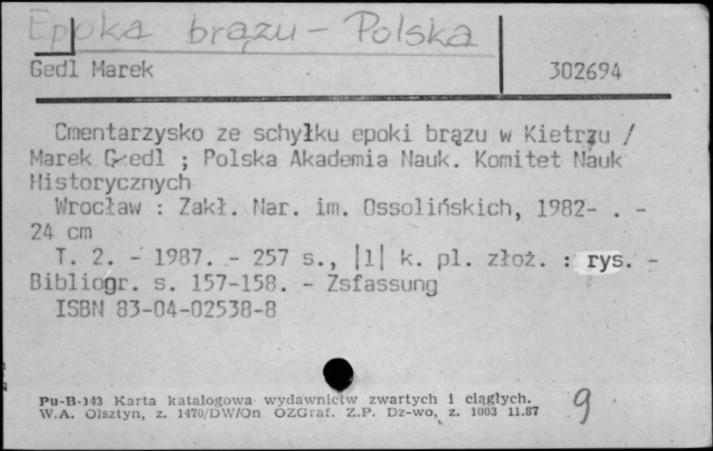 Epoka brązu - Polska
Gedl Marek 302694
Cmentarzysko ze schyłku epoki brązu w Kietrzu /
Marek Gedl ; Polska Akademia Nauk. Komitet Nauk
Historycznych
Wrocław : Zakł. Nar. im. Ossolińskich, 1982- . -
24 cm
T. 2. - 1987. - 257 s., |1| k. pl. złoż. : rys. -
Bibliogr. s. 157-158. - Zsfassung
ISBN 83-04-02538-8
Pu-B-143 Karta katalogowa wydawnictw zwartych i ciągłych.
W.A. Olsztyn, z. 1470/DW/On OZGraf. Z.P. Dz-wo, z. 1003 11.87
9